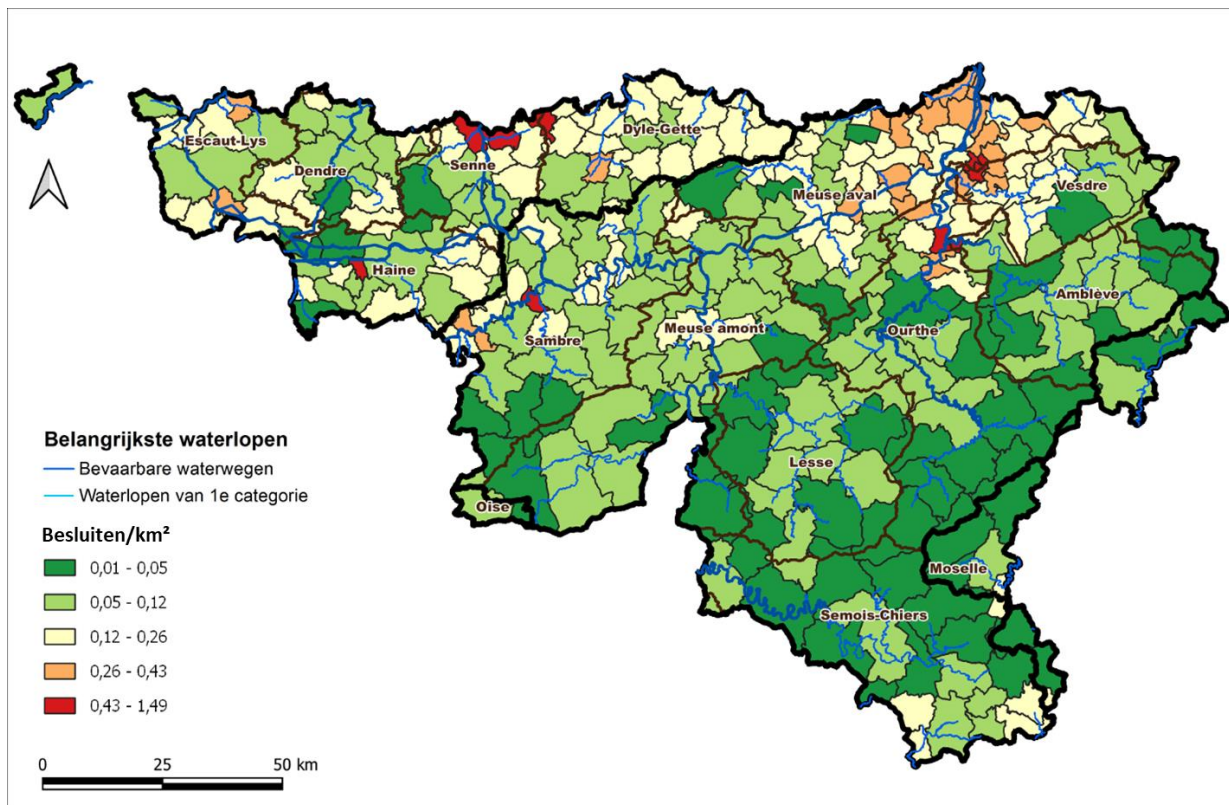 Escaut-Lys
Dendre
Senne
Dyle-Gette
Meuse aval
Vesdre
Haine
Sambre
Meuse amont
Ourthe
Amblève
Lesse
Oise
Moselle
Semois-Chiers
Belangrijkste waterlopen
Bevaarbare waterwegen
Waterlopen van 1e categorie
Besluiten/km²
0,01 - 0,05
0,05 - 0,12
0,12 - 0,26
0,26 - 0,43
0,43 - 1,49
0 25 50 km